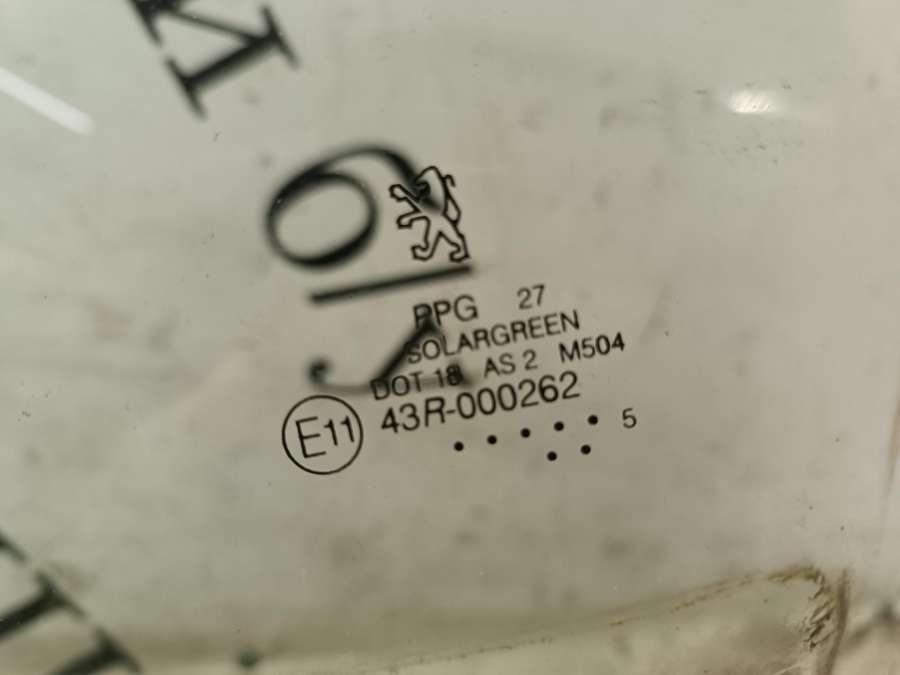 PPG 27
SOLARGREEN
DOT 18 AS 2 M504
E11 43R-000262
5